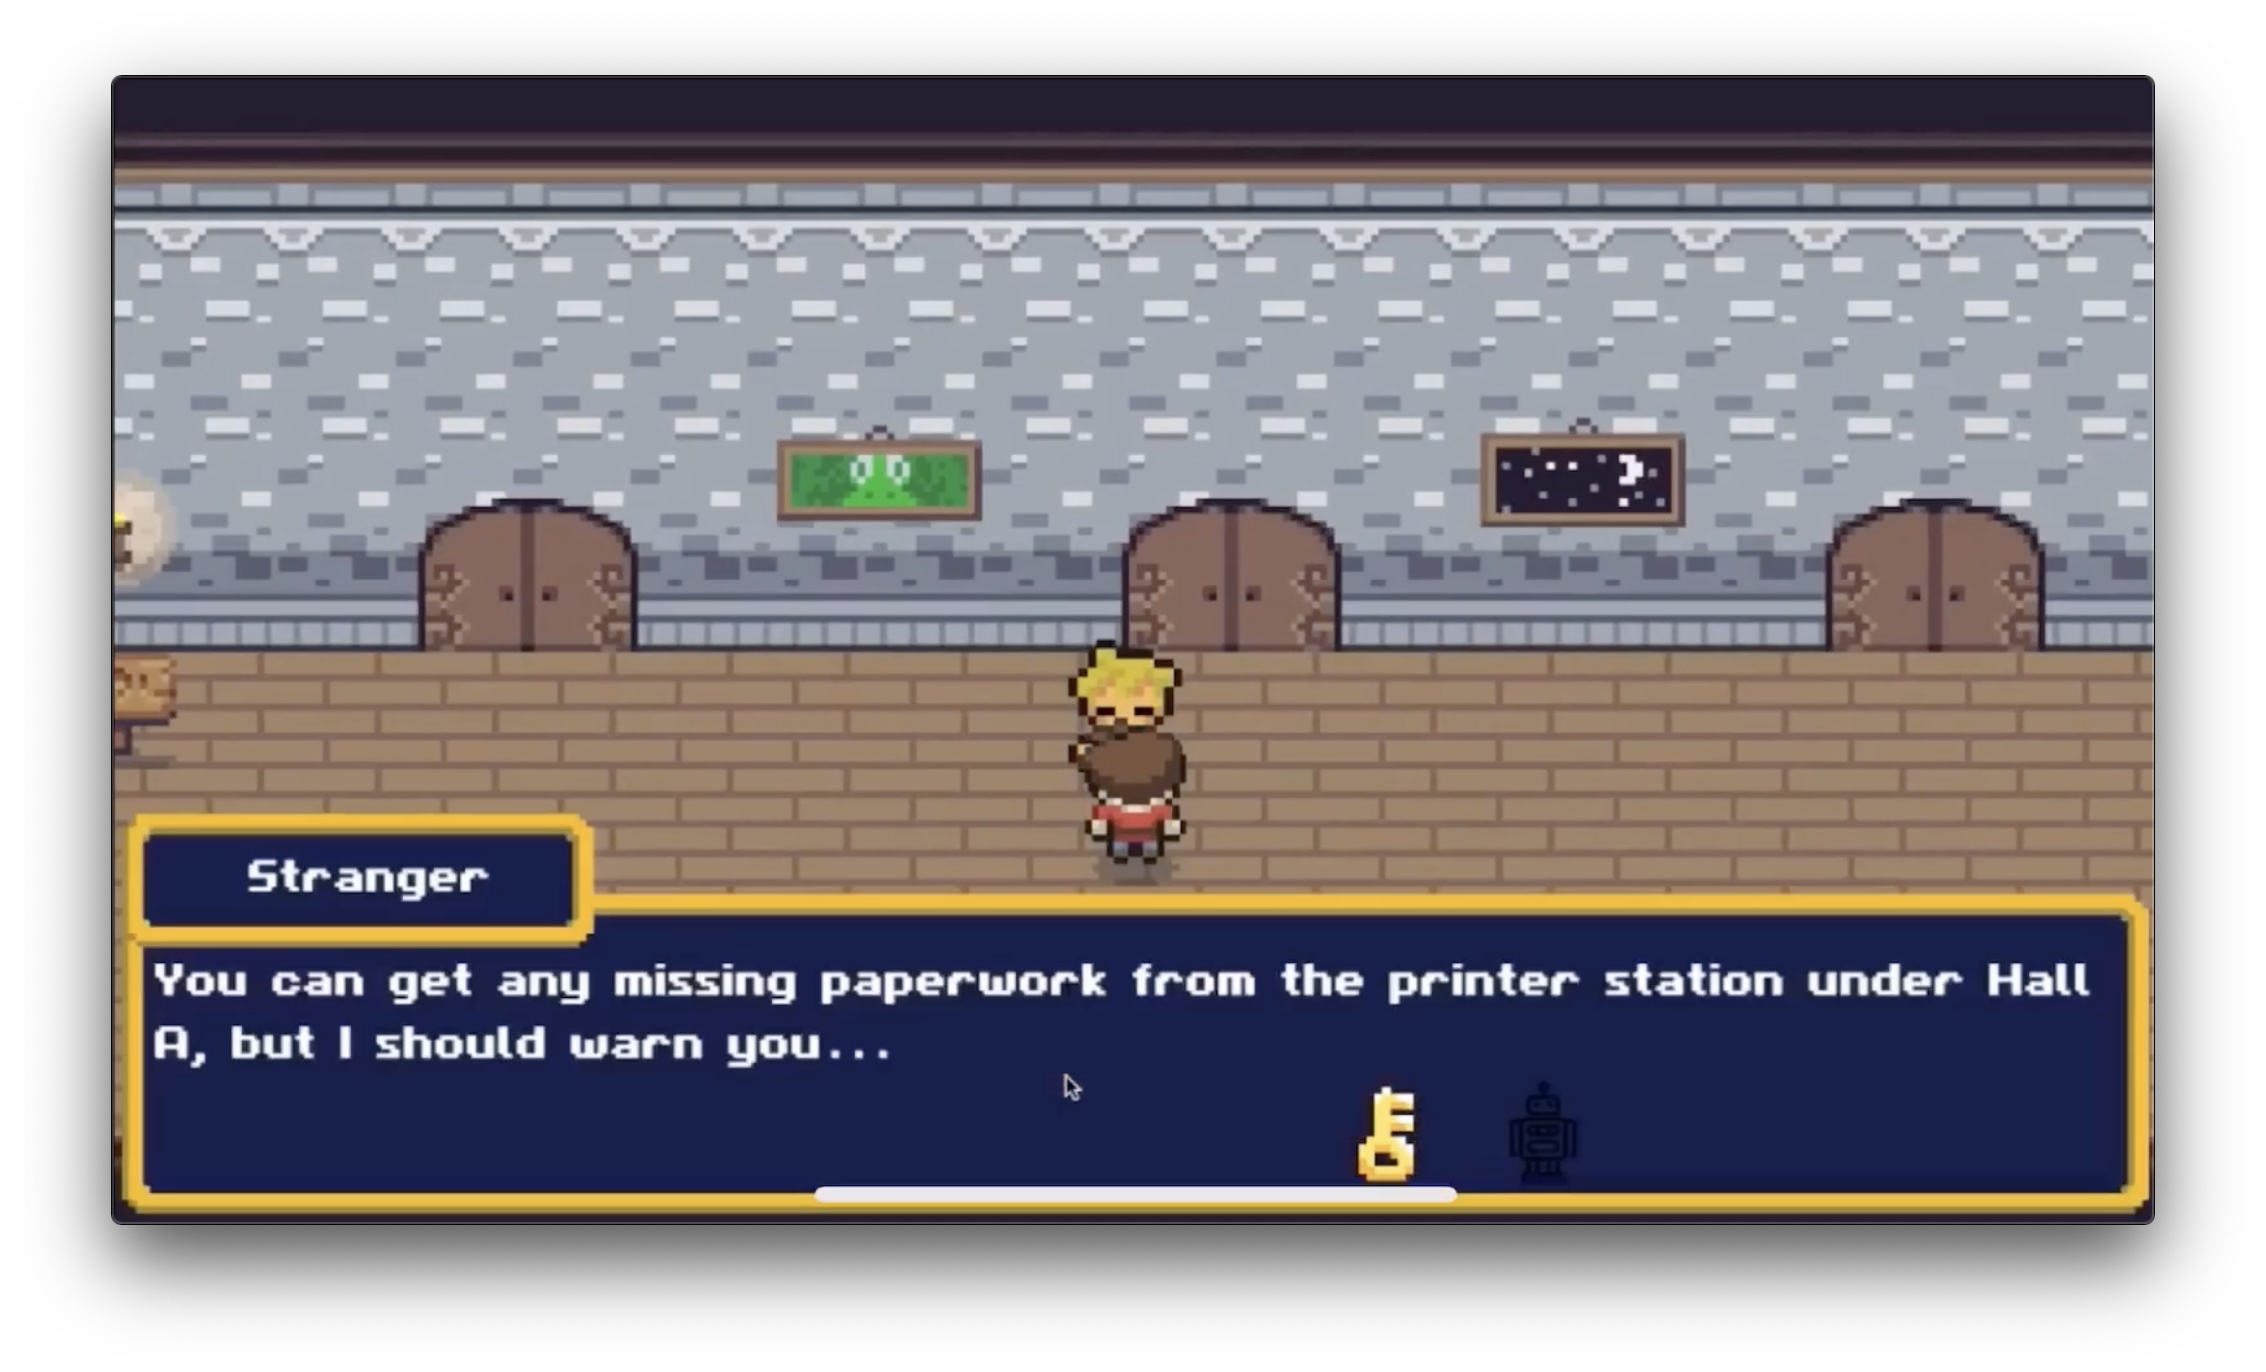 Stranger
You can get any missing paperwork from the printer station under Hall
A, but I should warn you...